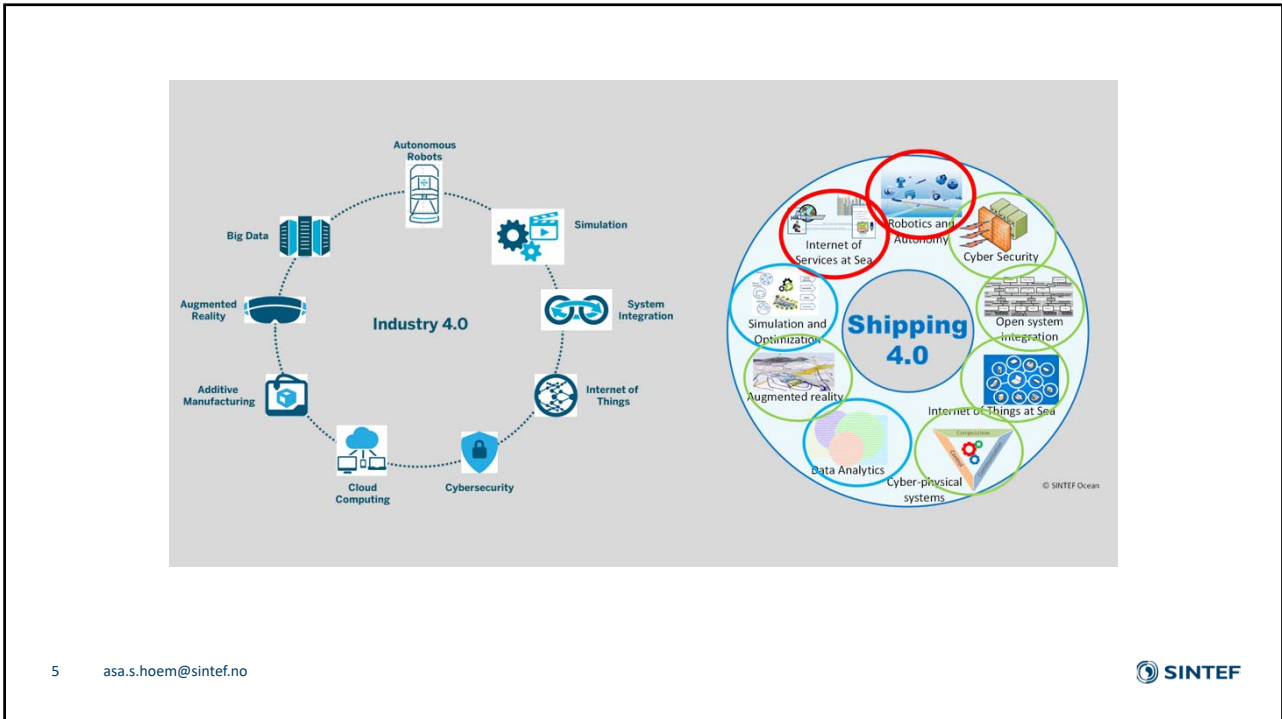 Autonomous
Robots
Big Data
Simulation
Augmented
Reality
Industry 4.0
System
Integration
Additive
Manufacturing
Internet of
Things
Cloud
Computing
Cybersecurity
Robotics and
Autonomy
Internet of
Services at Sea
Cyber Security
Simulation and
Optimization
Shipping
4.0
Open system
integration
Augmented reality
Internet of Things at Sea
Data Analytics
Computation
Control
Communication
Cyber-physical
systems
© SINTEF Ocean
5 asa.s.hoem@sintef.no
SINTEF